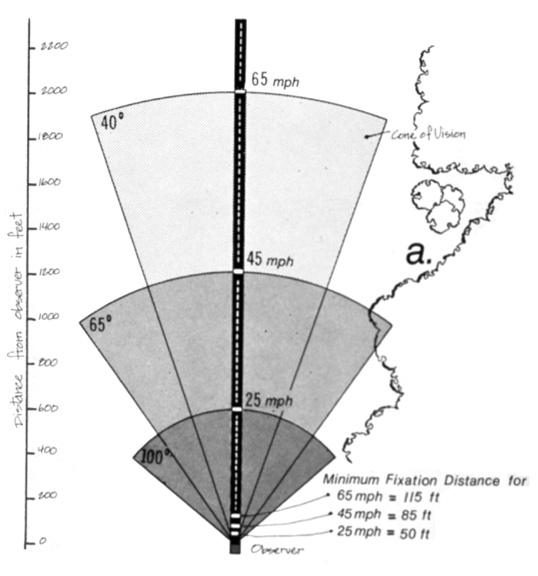 2200
2000
1800
1600
1400
1200
1000
800
600
400
200
0
Distance from observer in feet
65 mph
40°
Cone of Vision
a.
45 mph
65°
25 mph
100°
Minimum Fixation Distance for
65 mph = 115 ft
45 mph = 85 ft
25 mph = 50 ft
Observer